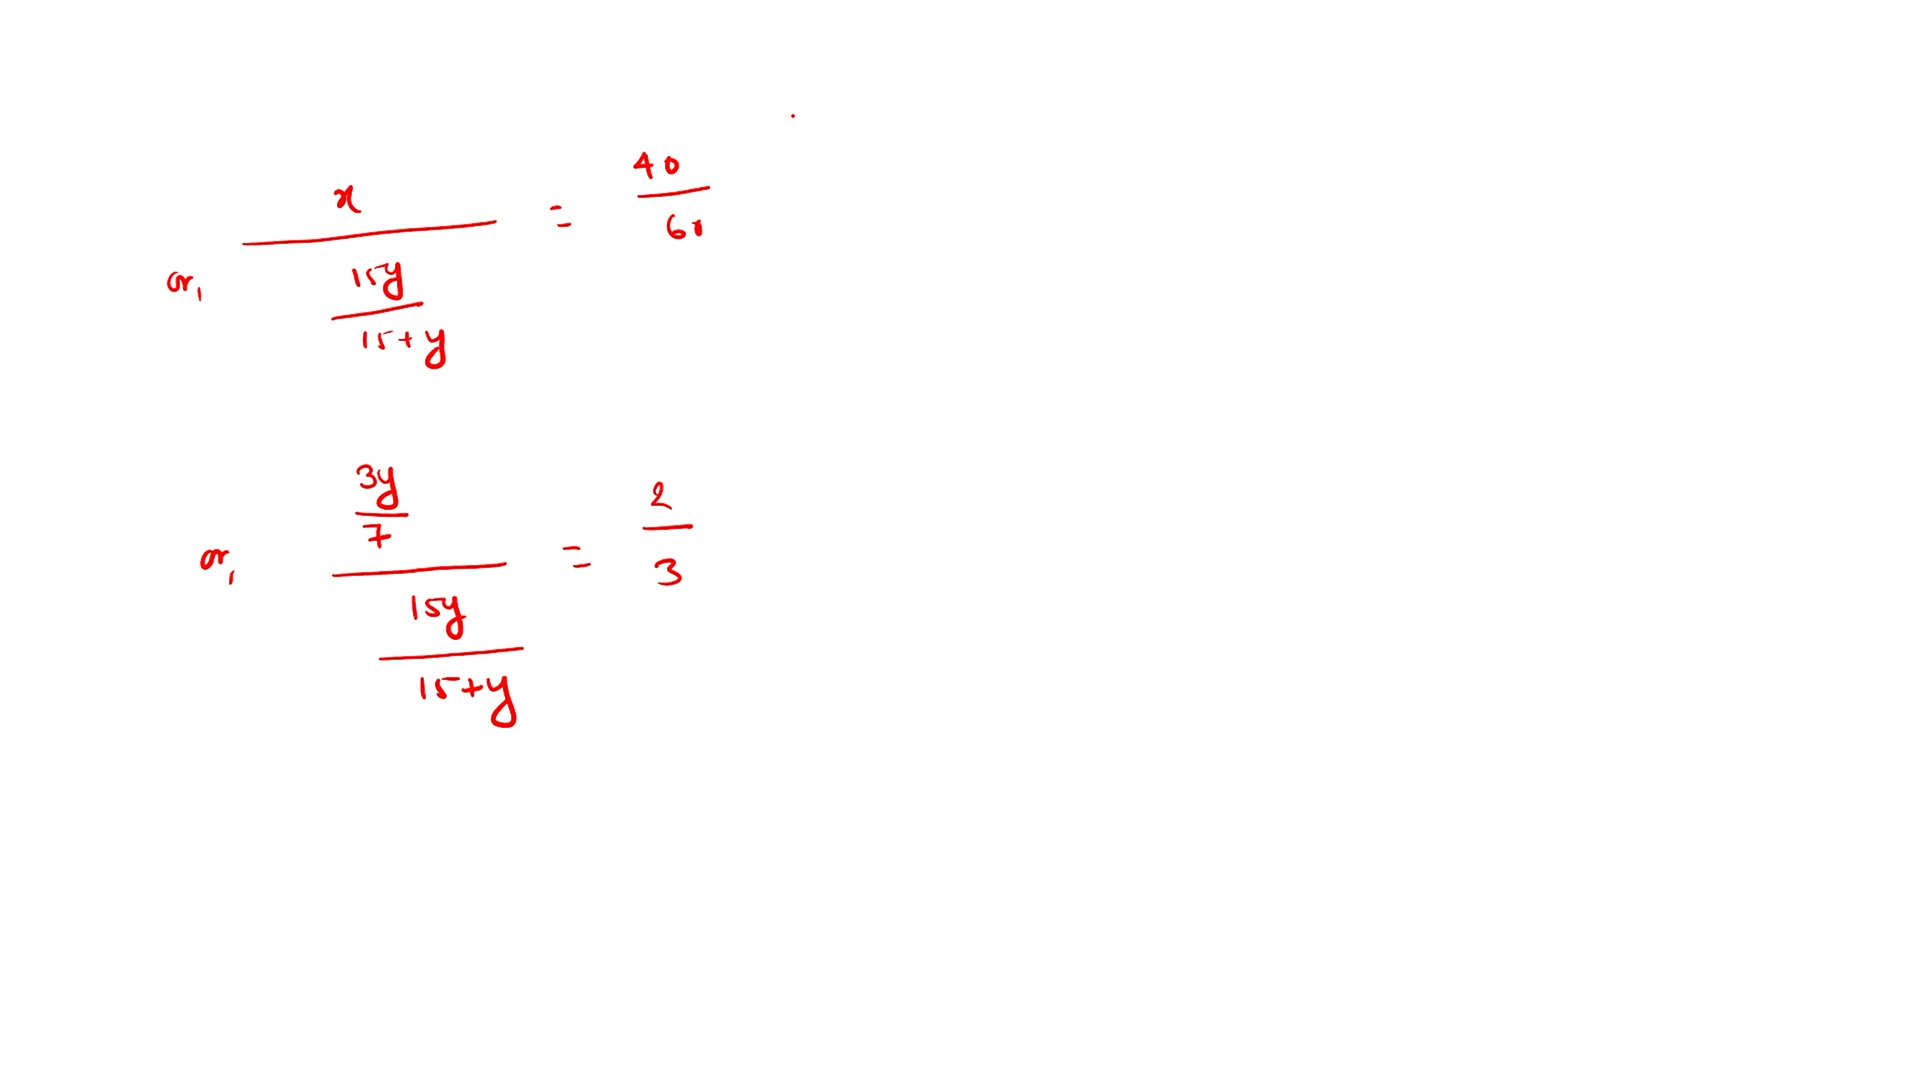 or, x / (15y / (15+y)) = 40 / 60
or, (3y / 7) / (15y / (15+y)) = 2 / 3